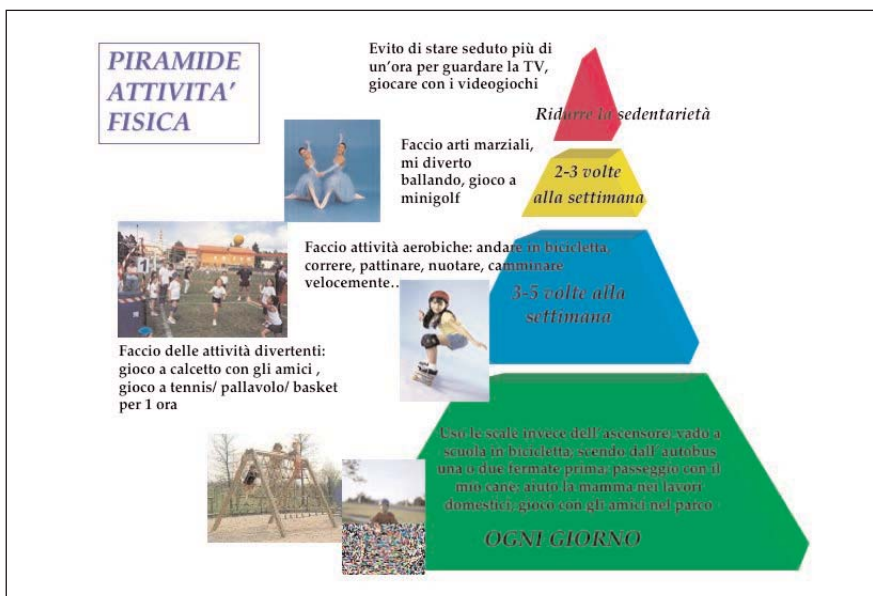 PIRAMIDE
ATTIVITA'
FISICA
Evito di stare seduto più di
un'ora per guardare la TV,
giocare con i videogiochi
Ridurre la sedentarietà
Faccio arti marziali,
mi diverto
ballando, gioco a
minigolf
2-3 volte
alla settimana
Faccio attività aerobiche: andare in bicicletta,
correre, pattinare, nuotare, camminare
velocemente..
3-5 volte alla
settimana
Faccio delle attività divertenti:
gioco a calcetto con gli amici ,
gioco a tennis/ pallavolo/ basket
per 1 ora
Uso le scale invece dell'ascensore; vado a
scuola in bicicletta; scendo dall' autobus
una o due fermate prima; passeggio con il
mio cane; aiuto la mamma nei lavori
domestici; gioco con gli amici nel parco
OGNI GIORNO